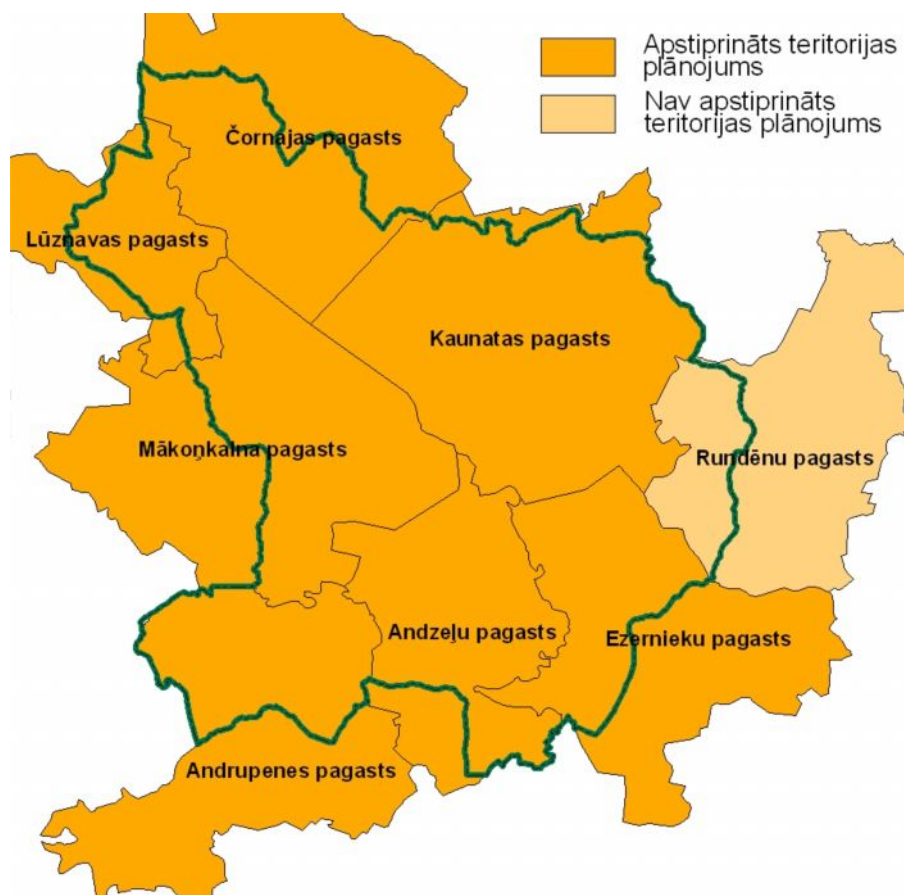 Apstiprināts teritorijas
plānojums
Nav apstiprināts
teritorijas plānojums
Čornajas pagasts
Lūznavas pagasts
Kaunatas pagasts
Mākoņkalna pagasts
Rundēnu pagasts
Andzeļu pagasts
Ezernieku pagasts
Andrupenes pagasts